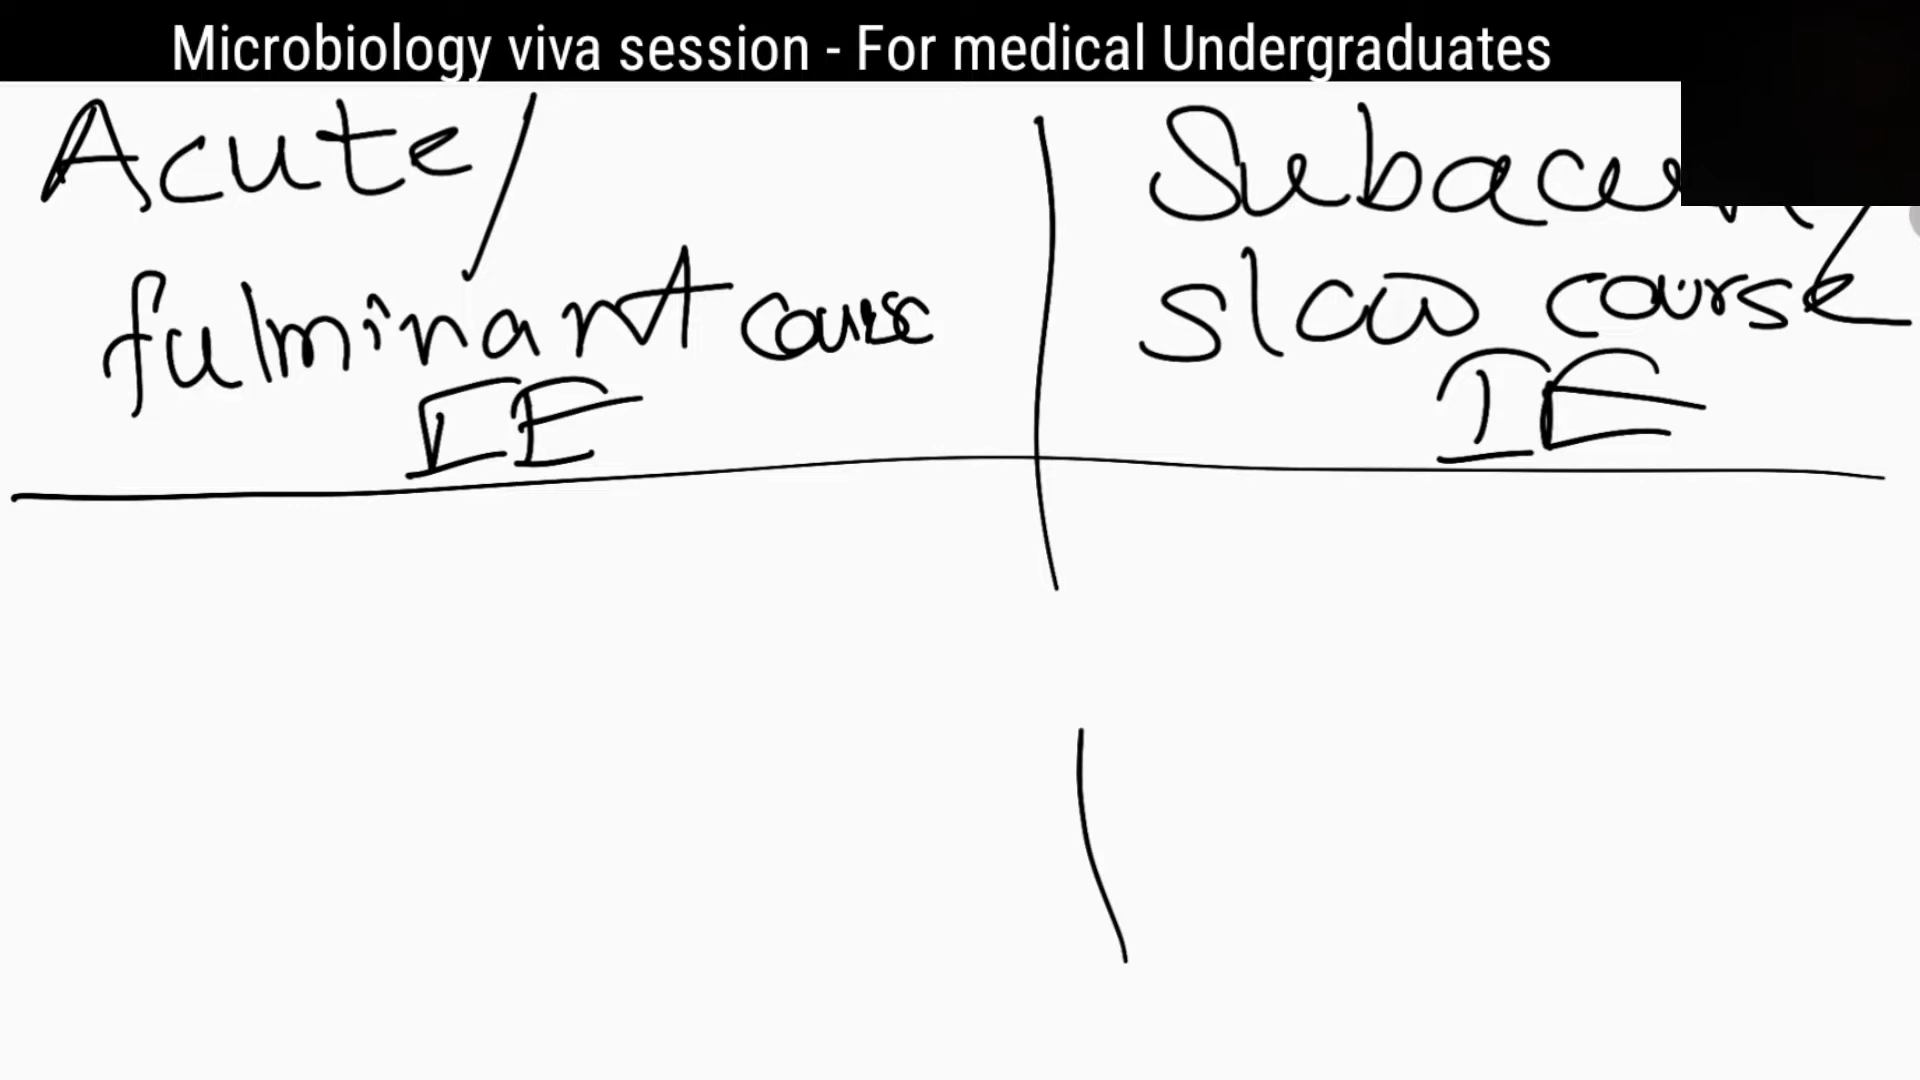 Microbiology viva session - For medical Undergraduates
Acute/
fulminant course
IE
slow course
IE